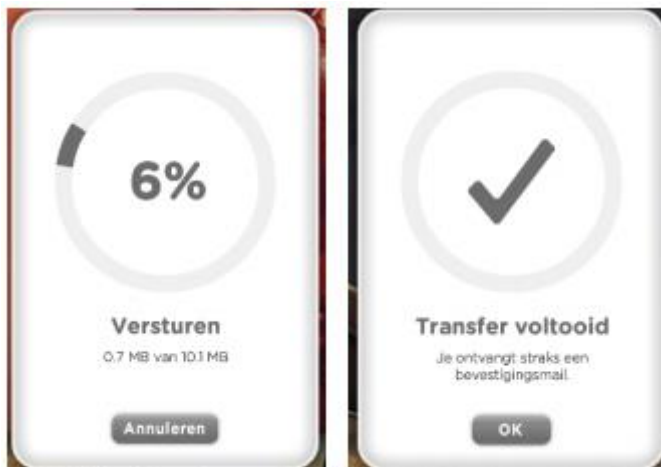 6%
Versturen
0.7 MB van 10.1 MB
Annuleren
Transfer voltooid
Je ontvangt straks een
bevestigingsmail.
OK